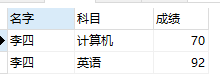 名字 科目 成绩
李四 计算机 70
李四 英语 92